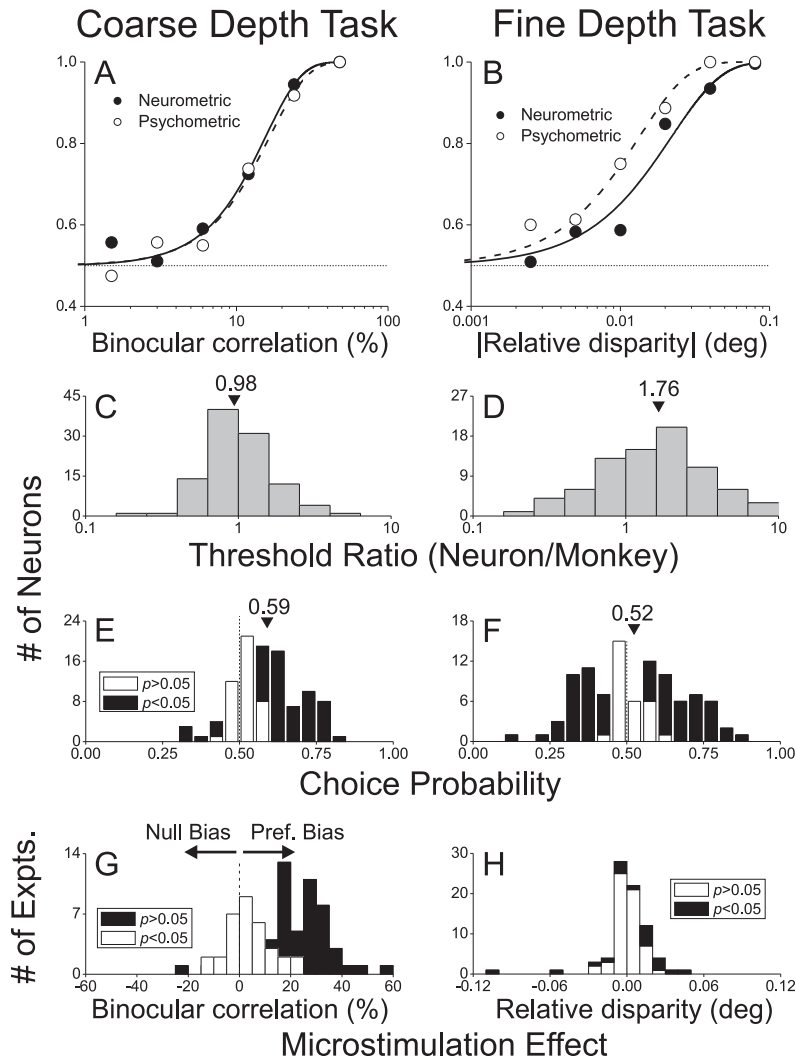 Coarse Depth Task
Fine Depth Task
A
Neurometric
Psychometric
1.0
0.8
0.6
0.4
1
10
100
Binocular correlation (%)
B
Neurometric
Psychometric
1.0
0.8
0.6
0.4
0.001
0.01
0.1
|Relative disparity| (deg)
C
0.98
45
30
15
0
0.1
1
10
D
1.76
27
18
9
0
0.1
1
10
Threshold Ratio (Neuron/Monkey)
# of Neurons
E
0.59
24
16
8
0
p>0.05
p<0.05
0.00
0.25
0.50
0.75
1.00
F
0.52
18
12
6
0
0.00
0.25
0.50
0.75
1.00
Choice Probability
# of Expts.
G
Null Bias
Pref. Bias
14
7
0
p>0.05
p<0.05
-60
-40
-20
0
20
40
60
Binocular correlation (%)
H
30
20
10
0
p>0.05
p<0.05
-0.12
-0.06
0.00
0.06
0.12
Relative disparity (deg)
Microstimulation Effect